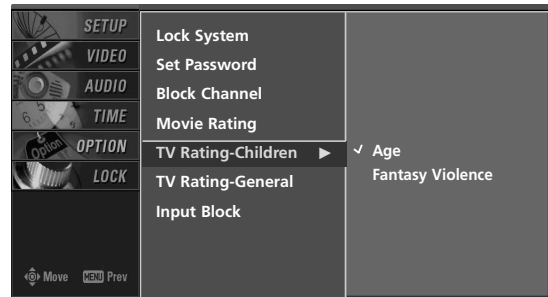 SETUP
VIDEO
AUDIO
TIME
OPTION
LOCK
Lock System
Set Password
Block Channel
Movie Rating
TV Rating-Children ▶
TV Rating-General
Input Block
✓ Age
Fantasy Violence
Option
Move MENU Prev